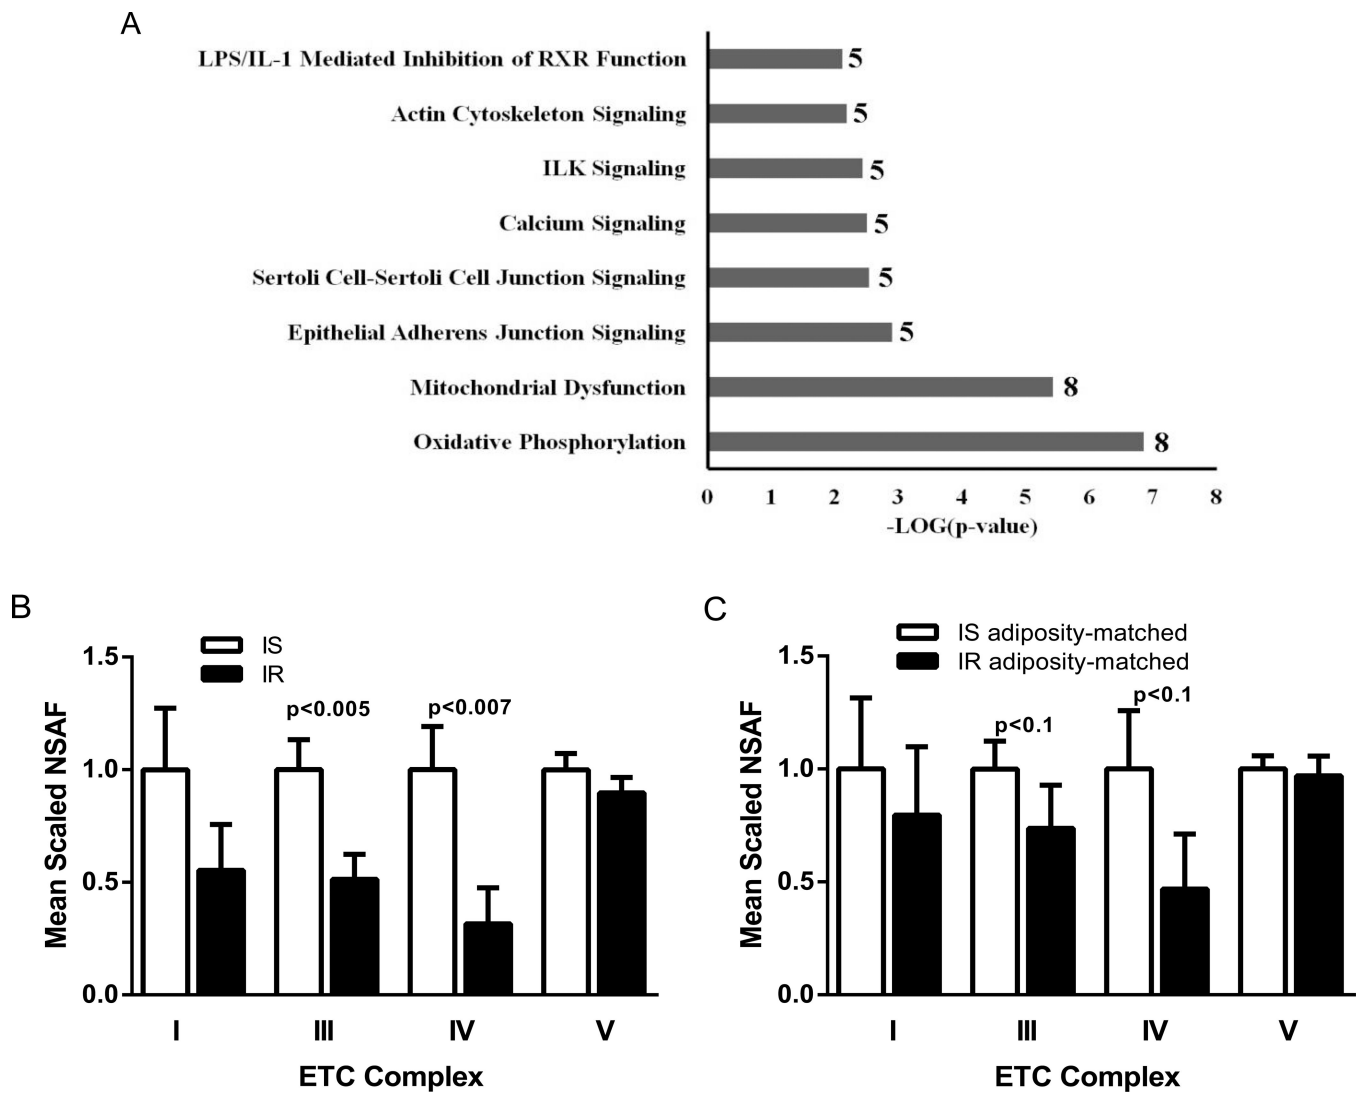 A
LPS/IL-1 Mediated Inhibition of RXR Function 5
Actin Cytoskeleton Signaling 5
ILK Signaling 5
Calcium Signaling 5
Sertoli Cell-Sertoli Cell Junction Signaling 5
Epithelial Adherens Junction Signaling 5
Mitochondrial Dysfunction 8
Oxidative Phosphorylation 8
0 1 2 3 4 5 6 7 8
-LOG(p-value)
B
IS
IR
1.5
p<0.005 p<0.007
1.0
0.5
0.0
Mean Scaled NSAF
I III IV V
ETC Complex
C
IS adiposity-matched
IR adiposity-matched
1.5
p<0.1
p<0.1
1.0
0.5
0.0
Mean Scaled NSAF
I III IV V
ETC Complex